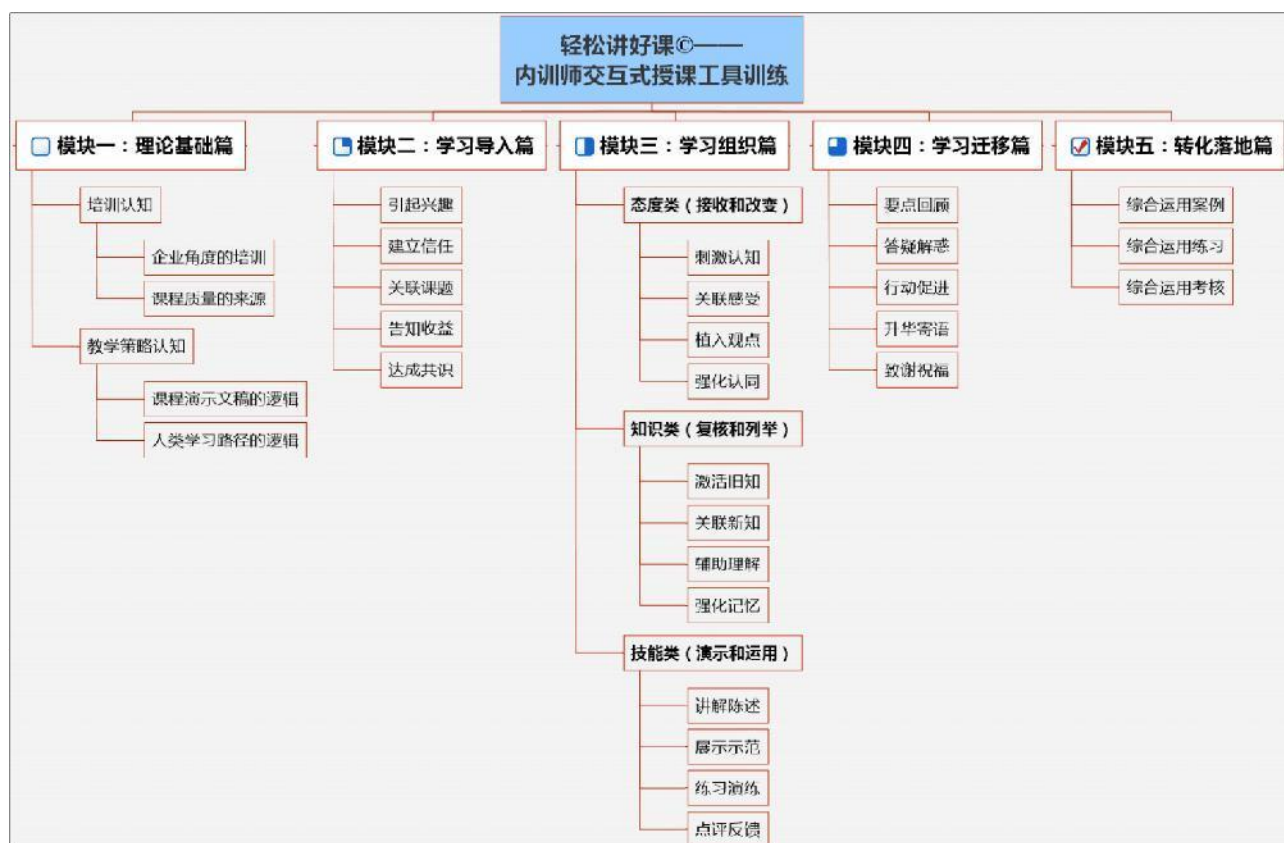 轻松讲好课©——
内训师交互式授课工具训练
模块一：理论基础篇
培训认知
企业角度的培训
课程质量的来源
教学策略认知
课程演示文稿的逻辑
人类学习路径的逻辑
模块二：学习导入篇
引起兴趣
建立信任
关联课题
告知收益
达成共识
模块三：学习组织篇
态度类（接收和改变）
刺激认知
关联感受
植入观点
强化认同
知识类（复核和列举）
激活旧知
关联新知
辅助理解
强化记忆
技能类（演示和运用）
讲解陈述
展示示范
练习演练
点评反馈
模块四：学习迁移篇
要点回顾
答疑解惑
行动促进
升华寄语
致谢祝福
模块五：转化落地篇
综合运用案例
综合运用练习
综合运用考核